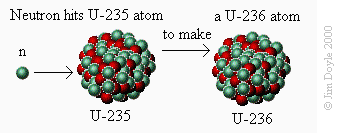 Neutron hits U-235 atom
to make
a U-236 atom
n
U-235
U-236
© Jim Doyle 2000